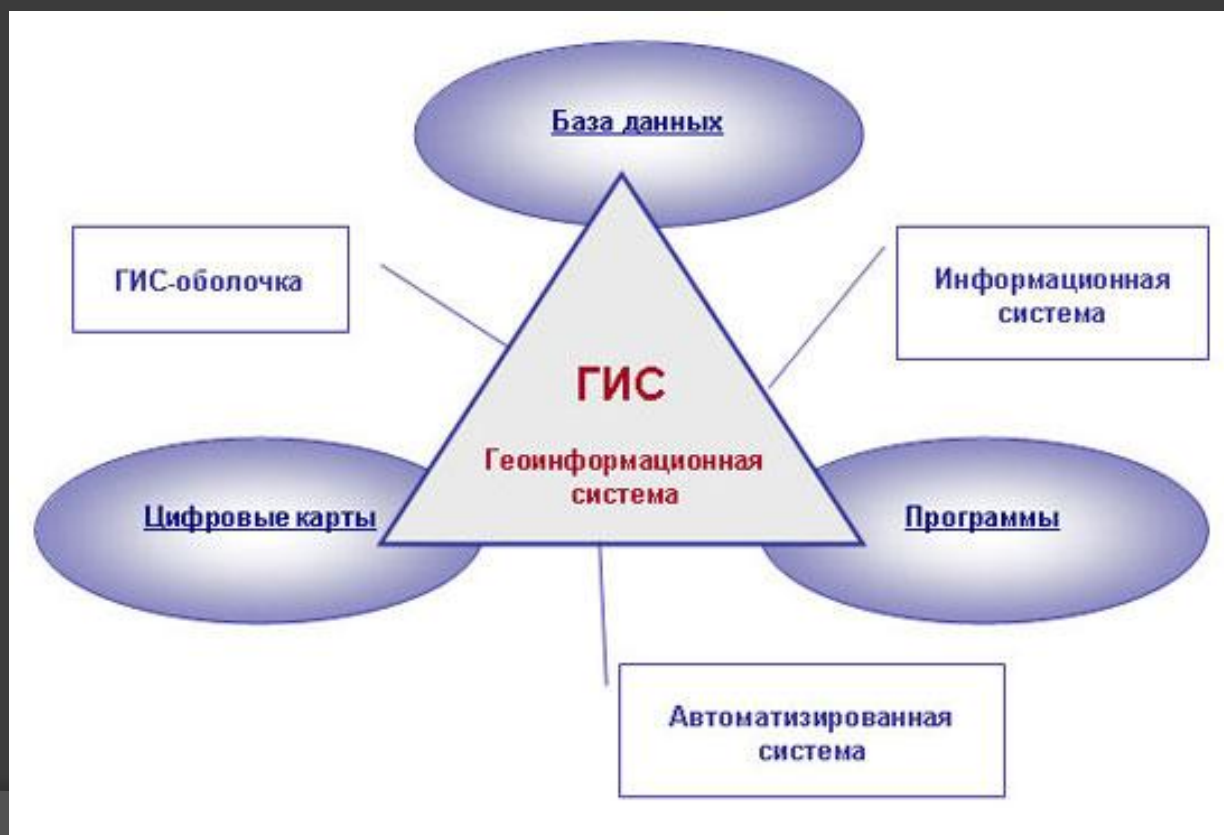 База данных
ГИС-оболочка
Информационная
система
ГИС
Геоинформационная
система
Цифровые карты
Программы
Автоматизированная
система